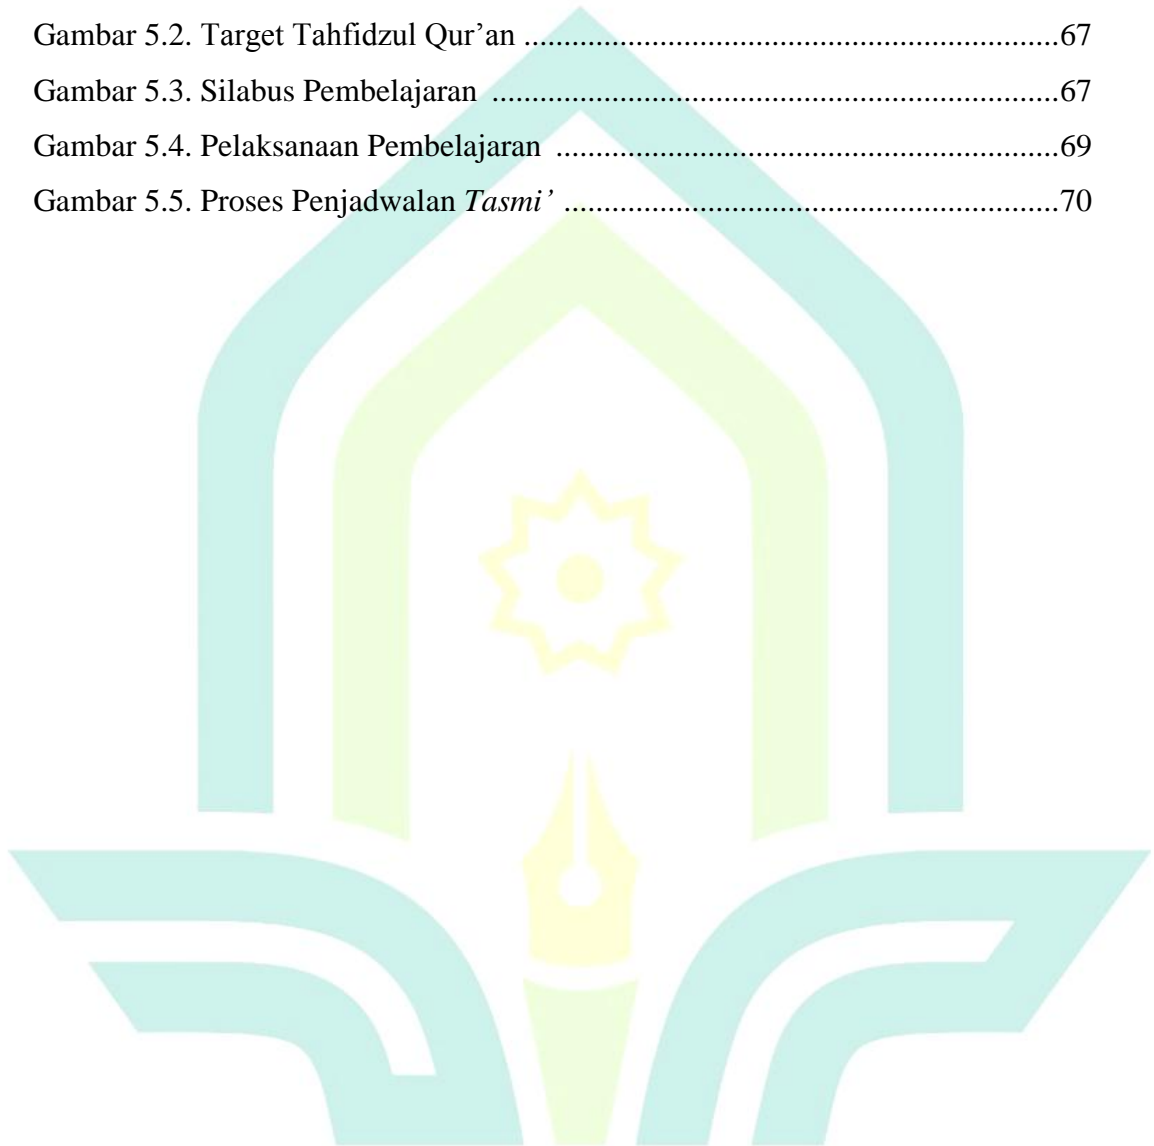 Gambar 5.2. Target Tahfidzul Qur’an ...................................................................67
Gambar 5.3. Silabus Pembelajaran .......................................................................67
Gambar 5.4. Pelaksanaan Pembelajaran ...............................................................69
Gambar 5.5. Proses Penjadwalan Tasmi’ ..............................................................70